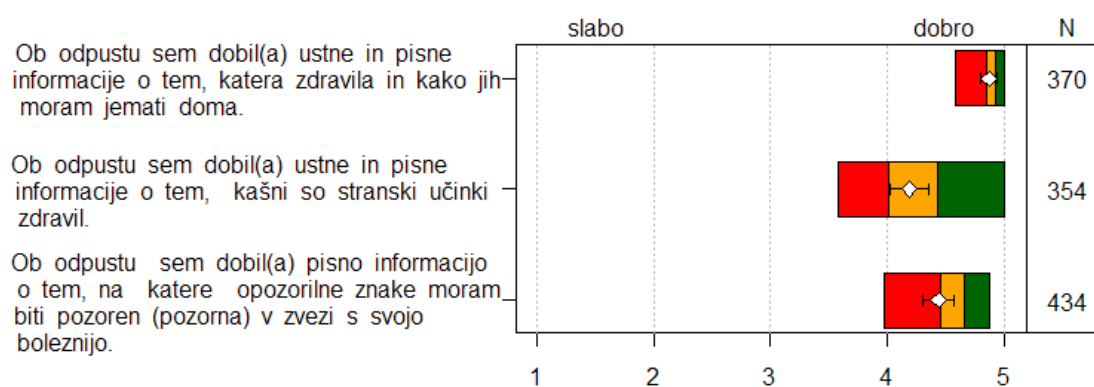 slabo dobro N
Ob odpustu sem dobil(a) ustne in pisne
informacije o tem, katera zdravila in kako jih
moram jemati doma.
370
Ob odpustu sem dobil(a) ustne in pisne
informacije o tem, kašni so stranski učinki
zdravil.
354
Ob odpustu sem dobil(a) pisno informacijo
o tem, na katere opozorilne znake moram
biti pozoren (pozorna) v zvezi s svojo
boleznijo.
434
1 2 3 4 5